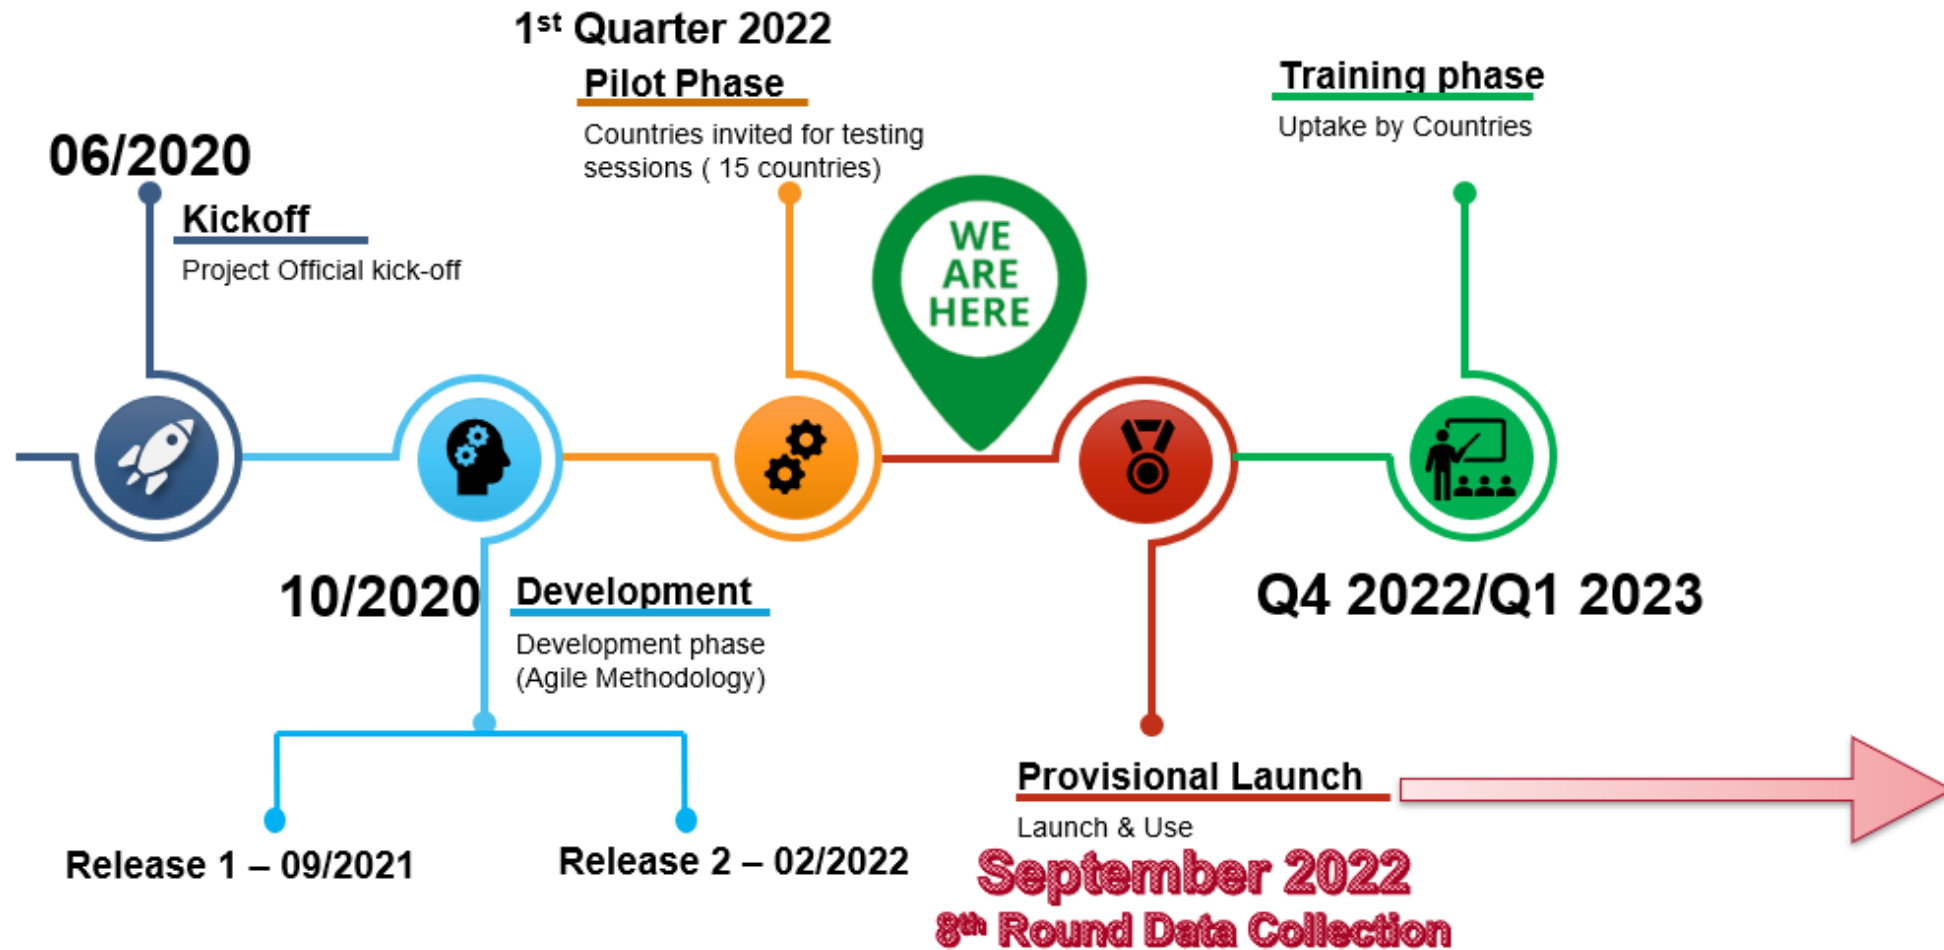 06/2020
Kickoff
Project Official kick-off
10/2020
Development
Development phase
(Agile Methodology)
Release 1 – 09/2021
Release 2 – 02/2022
1st Quarter 2022
Pilot Phase
Countries invited for testing
sessions ( 15 countries)
WE
ARE
HERE
Provisional Launch
Launch & Use
September 2022
8th Round Data Collection
Training phase
Uptake by Countries
Q4 2022/Q1 2023